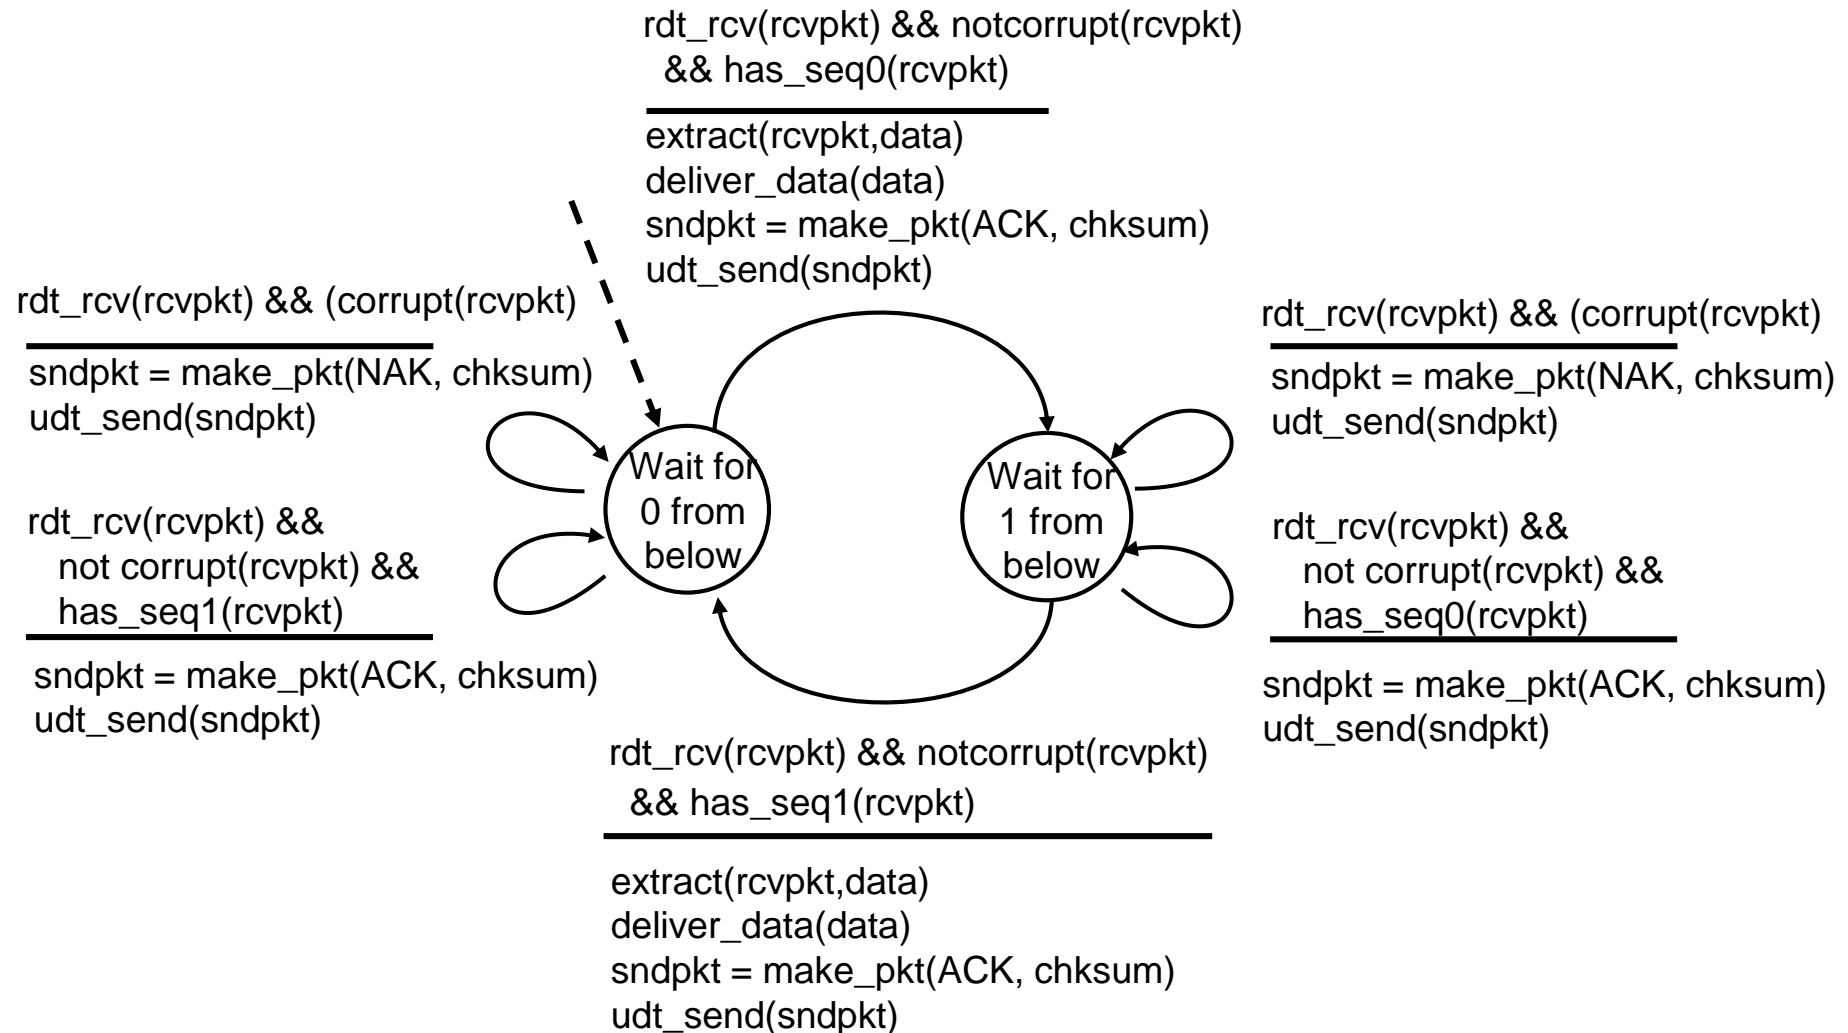 rdt_rcv(rcvpkt) && notcorrupt(rcvpkt)
&& has_seq0(rcvpkt)
extract(rcvpkt,data)
deliver_data(data)
sndpkt = make_pkt(ACK, chksum)
udt_send(sndpkt)
rdt_rcv(rcvpkt) && (corrupt(rcvpkt)
sndpkt = make_pkt(NAK, chksum)
udt_send(sndpkt)
rdt_rcv(rcvpkt) &&
not corrupt(rcvpkt) &&
has_seq1(rcvpkt)
sndpkt = make_pkt(ACK, chksum)
udt_send(sndpkt)
Wait for
0 from
below
Wait for
1 from
below
rdt_rcv(rcvpkt) && (corrupt(rcvpkt)
sndpkt = make_pkt(NAK, chksum)
udt_send(sndpkt)
rdt_rcv(rcvpkt) &&
not corrupt(rcvpkt) &&
has_seq0(rcvpkt)
sndpkt = make_pkt(ACK, chksum)
udt_send(sndpkt)
rdt_rcv(rcvpkt) && notcorrupt(rcvpkt)
&& has_seq1(rcvpkt)
extract(rcvpkt,data)
deliver_data(data)
sndpkt = make_pkt(ACK, chksum)
udt_send(sndpkt)